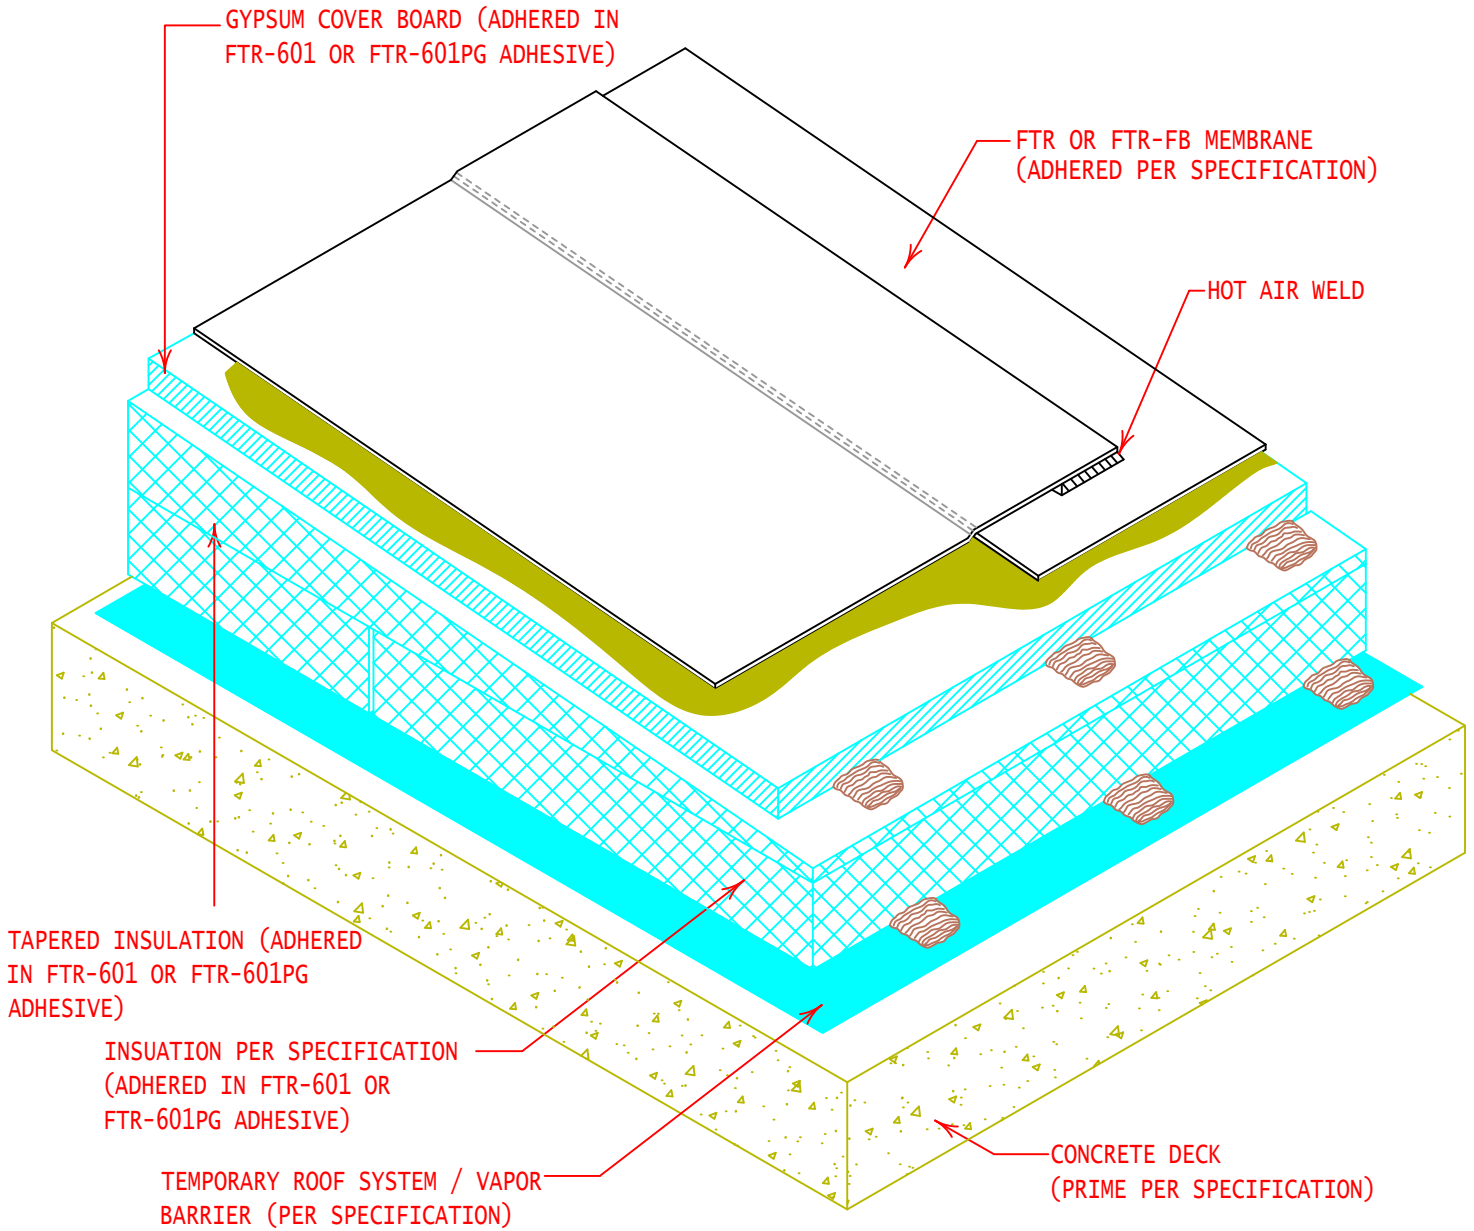 GYPSUM COVER BOARD (ADHERED IN
FTR-601 OR FTR-601PG ADHESIVE)
FTR OR FTR-FB MEMBRANE
(ADHERED PER SPECIFICATION)
HOT AIR WELD
TAPERED INSULATION (ADHERED
IN FTR-601 OR FTR-601PG
ADHESIVE)
INSUATION PER SPECIFICATION
(ADHERED IN FTR-601 OR
FTR-601PG ADHESIVE)
TEMPORARY ROOF SYSTEM / VAPOR
BARRIER (PER SPECIFICATION)
CONCRETE DECK
(PRIME PER SPECIFICATION)